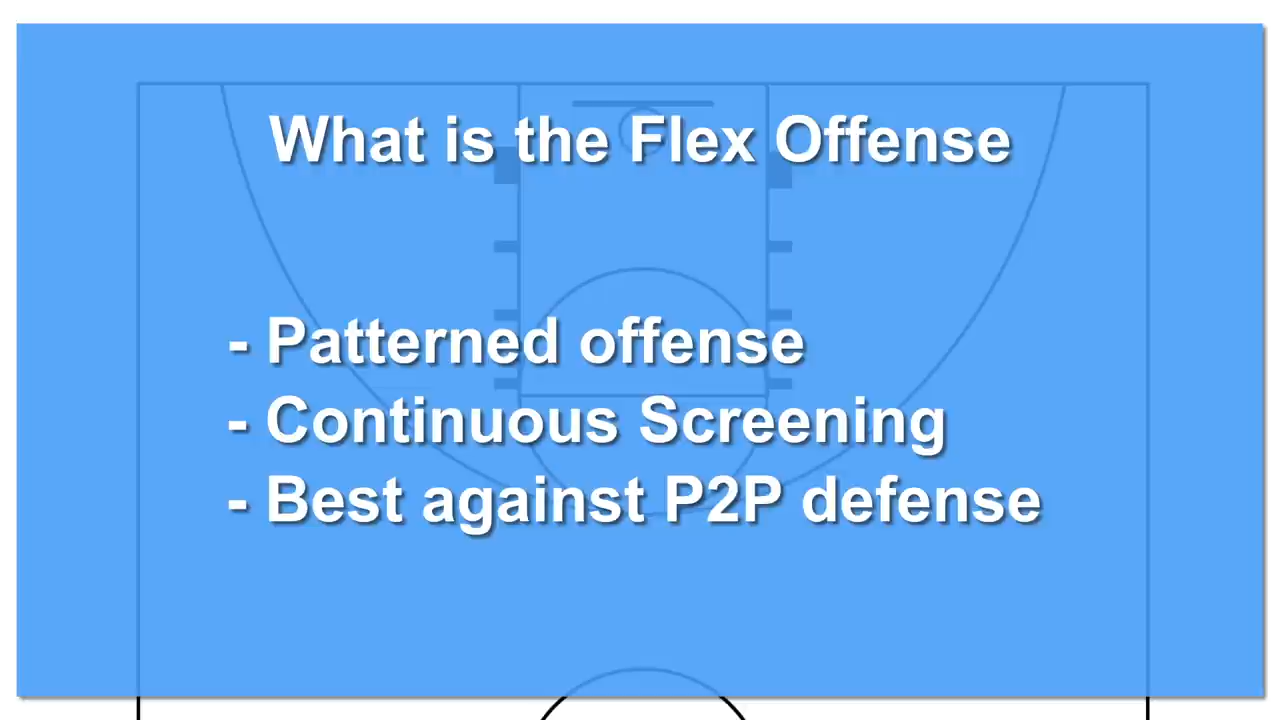 What is the Flex Offense
- Patterned offense
- Continuous Screening
- Best against P2P defense